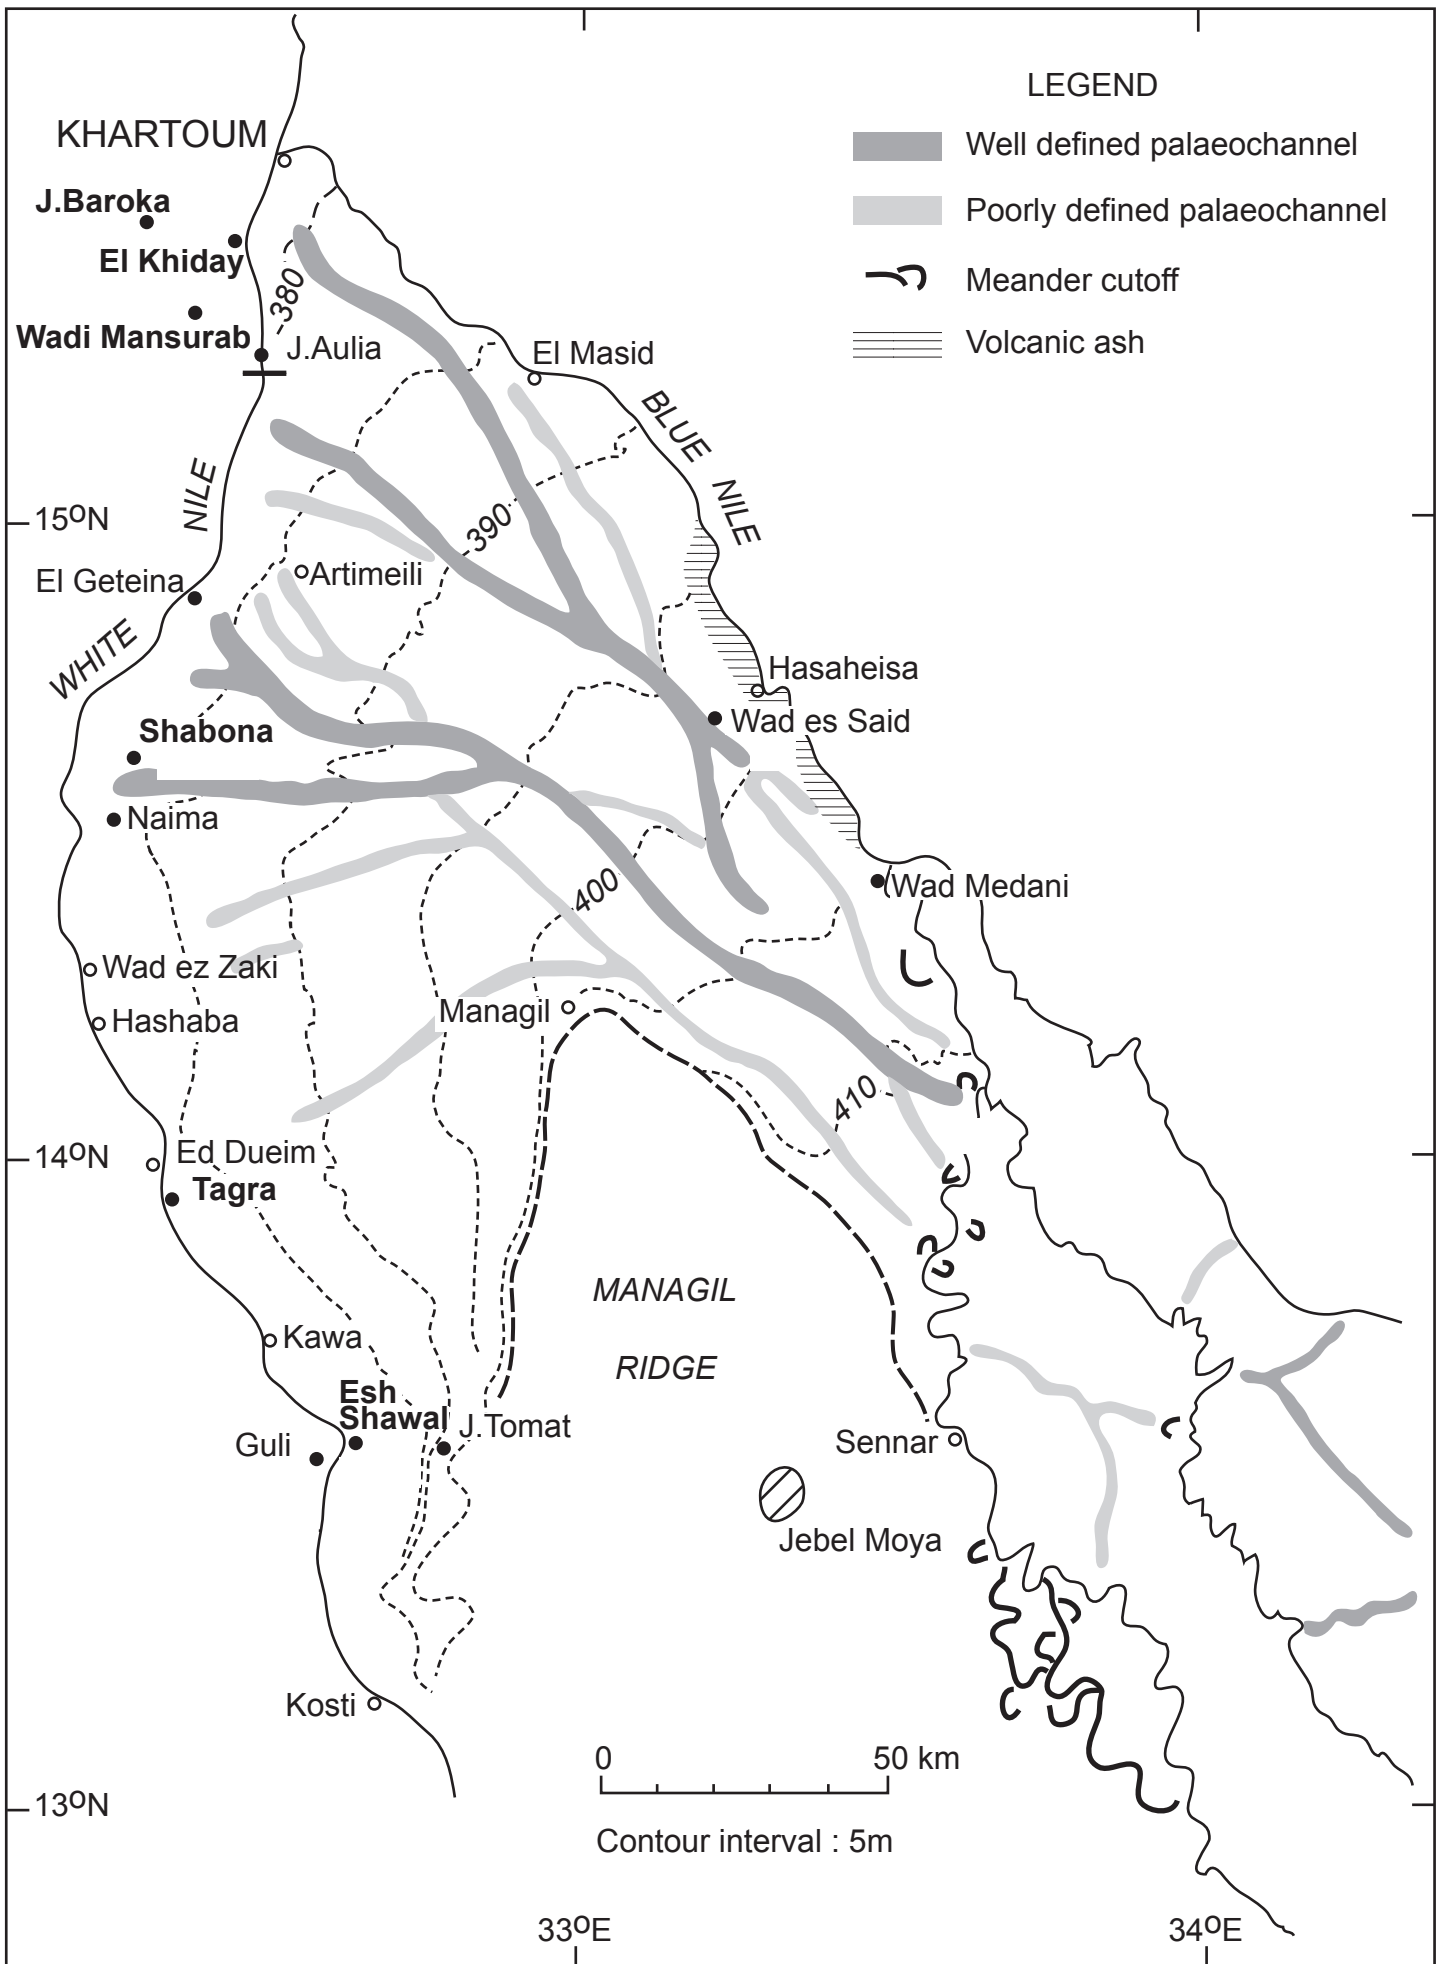 LEGEND
KHARTOUM
Well defined palaeochannel
J.Baroka
Poorly defined palaeochannel
El Khiday
Meander cutoff
380
Wadi Mansurab
J.Aulia
Volcanic ash
El Masid
BLUE NILE
WHITE NILE
15ºN
390
El Geteina
Artimeili
Hasaheisa
Shabona
Wad es Said
Naima
400
Wad Medani
Wad ez Zaki
Hashaba
Managil
410
14ºN
Ed Dueim
Tagra
MANAGIL
RIDGE
Kawa
Esh
Shawal
J.Tomat
Guli
Sennar
Jebel Moya
Kosti
0 50 km
13ºN
Contour interval : 5m
33ºE
34ºE